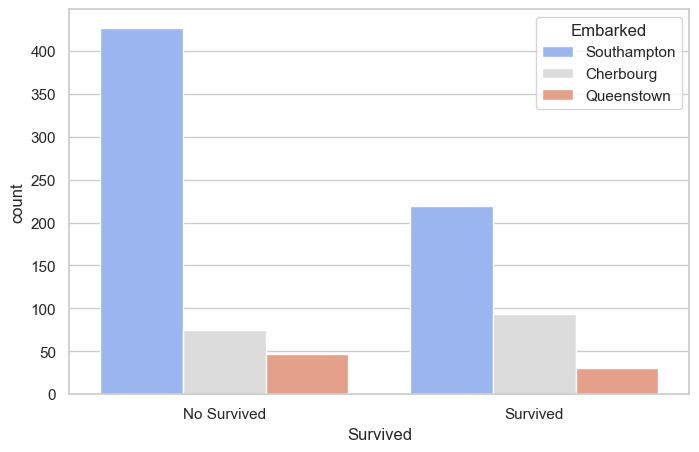 Embarked
Southampton
Cherbourg
Queenstown
400
350
300
250
200
150
100
50
0
count
No Survived
Survived
Survived